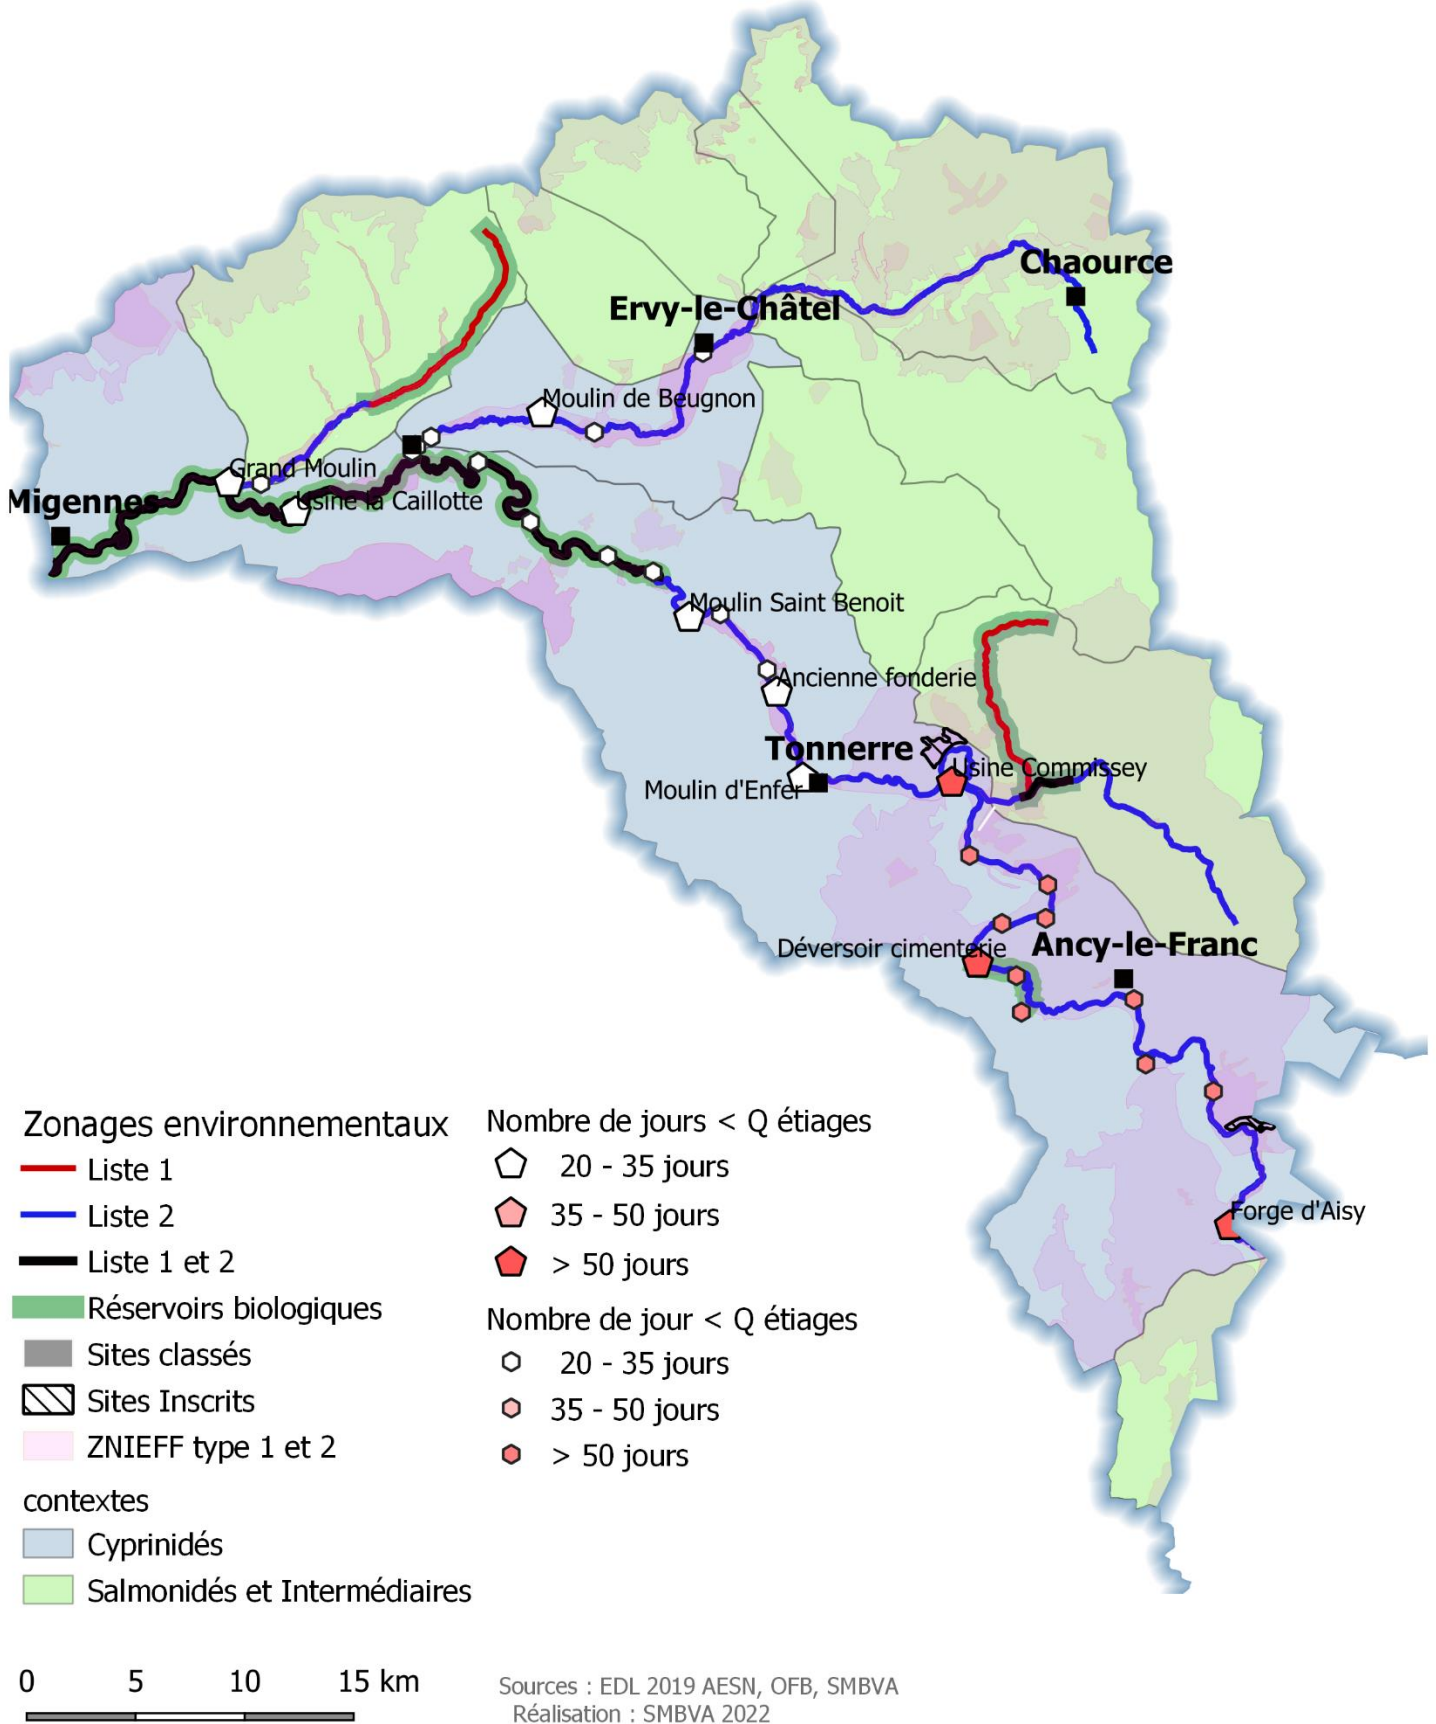 Chaource
Ervy-le-Châtel
Moulin de Beugnon
Grand Moulin
Migennes
Usine la Caillotte
Moulin Saint Benoit
Ancienne fonderie
Tonnerre
Usine Commissey
Moulin d'Enfer
Déversoir cimenterie
Ancy-le-Franc
Forge d'Aisy
Zonages environnementaux
Liste 1
Liste 2
Liste 1 et 2
Réservoirs biologiques
Sites classés
Sites Inscrits
ZNIEFF type 1 et 2
contextes
Cyprinidés
Salmonidés et Intermédiaires
Nombre de jours < Q étiages
20 - 35 jours
35 - 50 jours
> 50 jours
Nombre de jour < Q étiages
20 - 35 jours
35 - 50 jours
> 50 jours
0 5 10 15 km
Sources : EDL 2019 AESN, OFB, SMBVA
Réalisation : SMBVA 2022